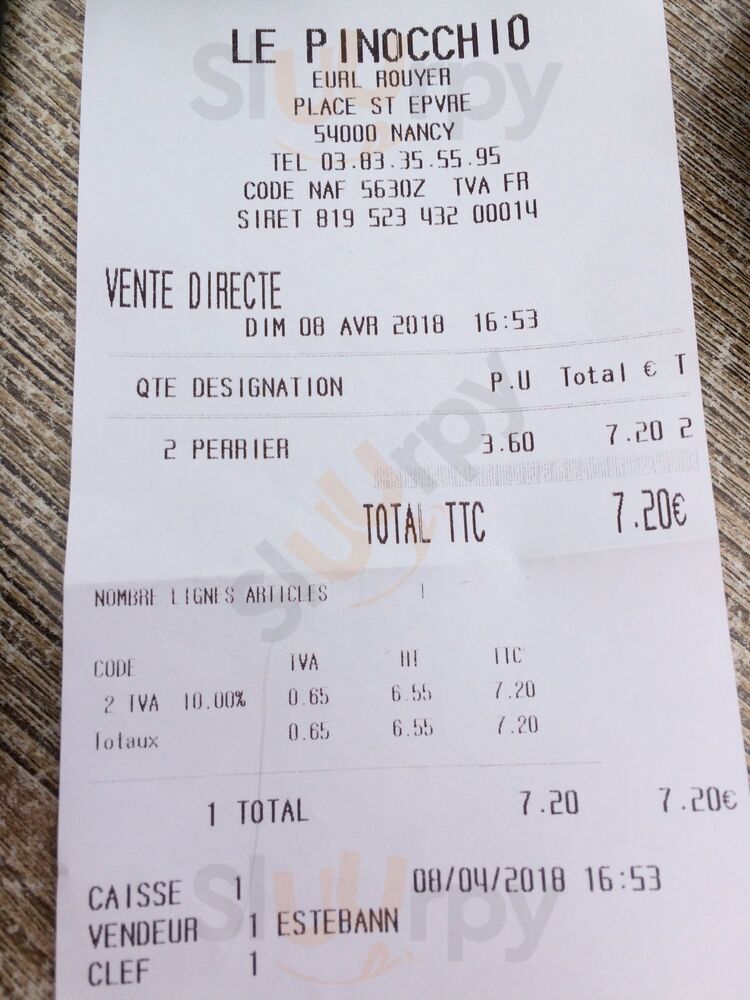 LE PINOCCHIO
EURL ROUYER
PLACE ST EPVRE
54000 NANCY
TEL 03.83.35.55.95
CODE NAF 5630Z TVA FR
SIRET 819 523 432 00014
VENTE DIRECTE
DIM 08 AVR 2018 16:53
QTE DESIGNATION P.U Total € T
2 PERRIER 3.60 7.20 2
TOTAL TTC 7.20€
NOMBRE LIGNES ARTICLES 1
CODE TVA HT TTC
2 TVA 10.00% 0.65 6.55 7.20
Totaux 0.65 6.55 7.20
1 TOTAL 7.20 7.20€
CAISSE 1 08/04/2018 16:53
VENDEUR 1 ESTEBANN
CLEF 1
Sluurpy
Sluurpy
Sluurpy